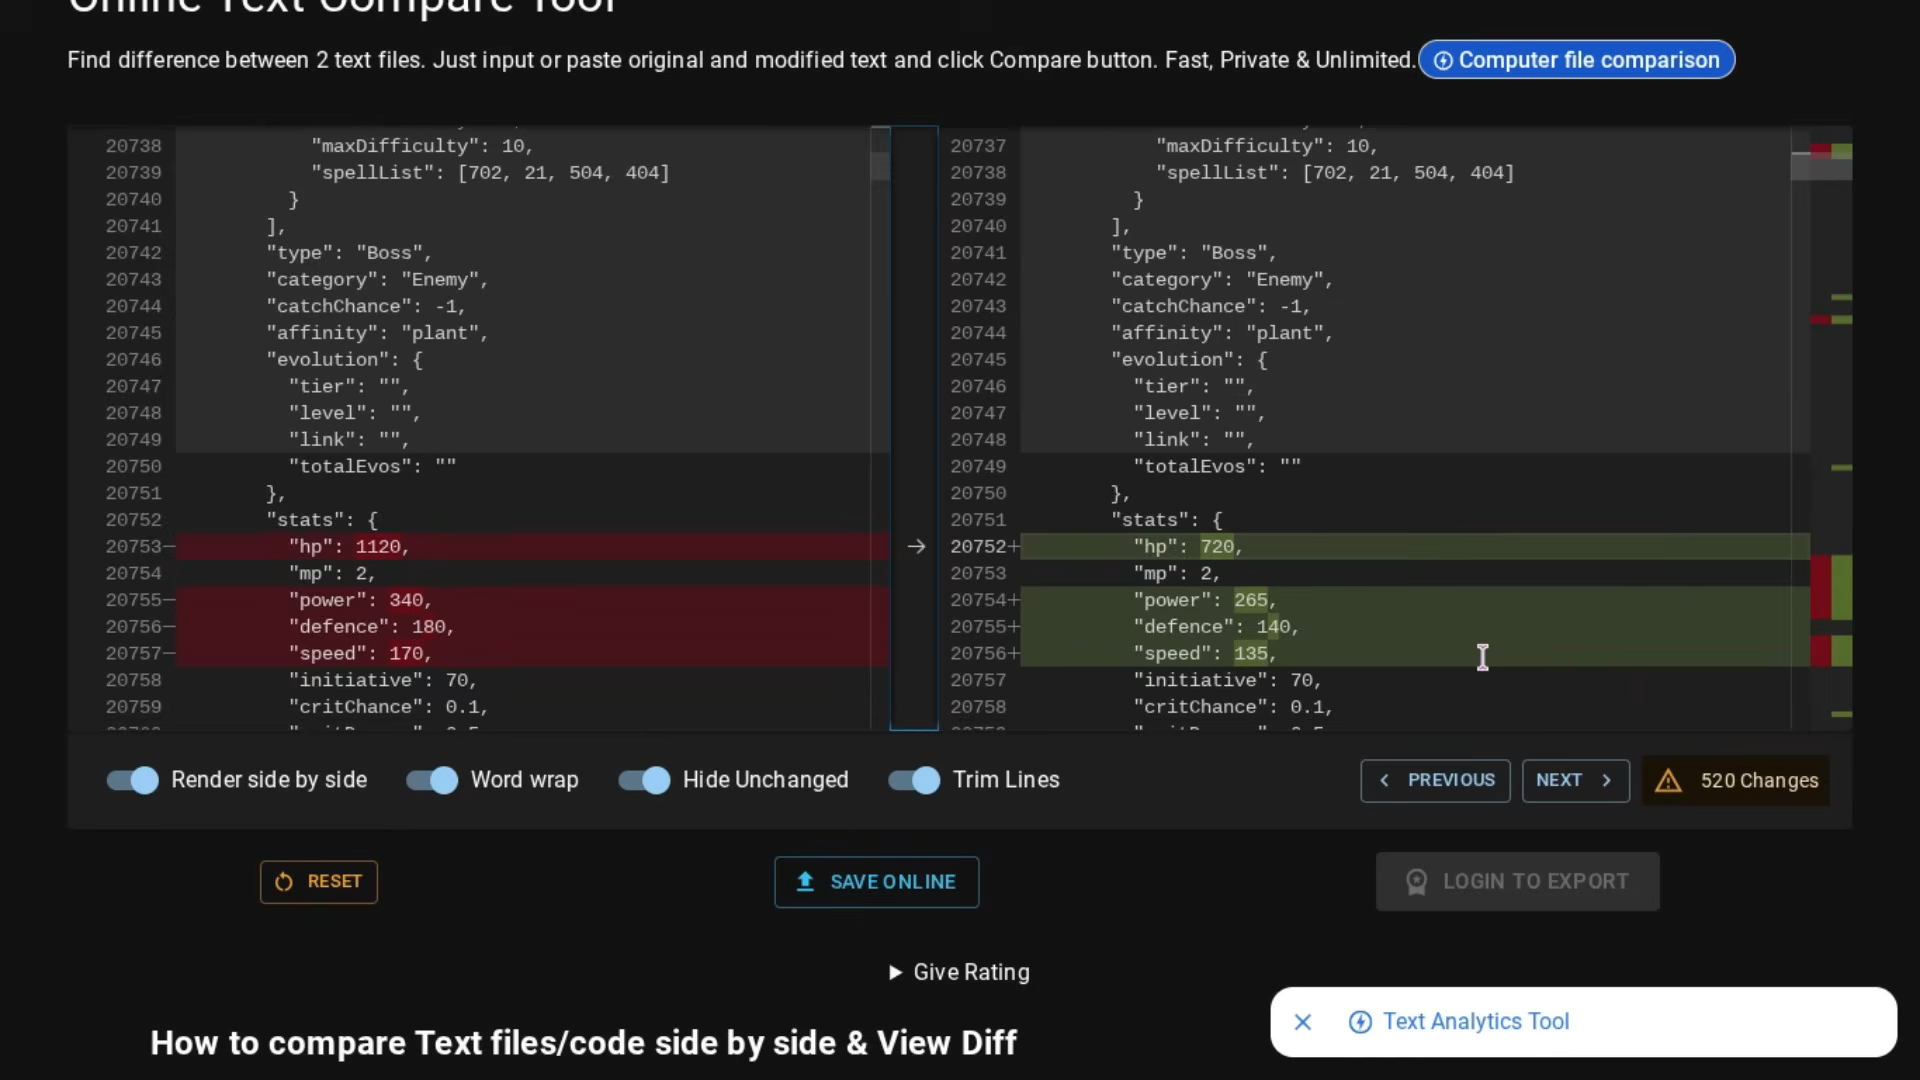 Online Text Compare Tool
Find difference between 2 text files. Just input or paste original and modified text and click Compare button. Fast, Private & Unlimited. Computer file comparison
20738 "maxDifficulty": 10,
20739 "spellList": [702, 21, 504, 404]
20740 }
20741 ],
20742 "type": "Boss",
20743 "category": "Enemy",
20744 "catchChance": -1,
20745 "affinity": "plant",
20746 "evolution": {
20747 "tier": "",
20748 "level": "",
20749 "link": "",
20750 "totalEvos": ""
20751 },
20752 "stats": {
20753— "hp": 1120,
20754 "mp": 2,
20755— "power": 340,
20756— "defence": 180,
20757— "speed": 170,
20758 "initiative": 70,
20759 "critChance": 0.1,
20737 "maxDifficulty": 10,
20738 "spellList": [702, 21, 504, 404]
20739 }
20740 ],
20741 "type": "Boss",
20742 "category": "Enemy",
20743 "catchChance": -1,
20744 "affinity": "plant",
20745 "evolution": {
20746 "tier": "",
20747 "level": "",
20748 "link": "",
20749 "totalEvos": ""
20750 },
20751 "stats": {
20752+ "hp": 720,
20753 "mp": 2,
20754+ "power": 265,
20755+ "defence": 140,
20756+ "speed": 135,
20757 "initiative": 70,
20758 "critChance": 0.1,
Render side by side Word wrap Hide Unchanged Trim Lines PREVIOUS NEXT 520 Changes
RESET SAVE ONLINE LOGIN TO EXPORT
Give Rating
Text Analytics Tool
How to compare Text files/code side by side & View Diff